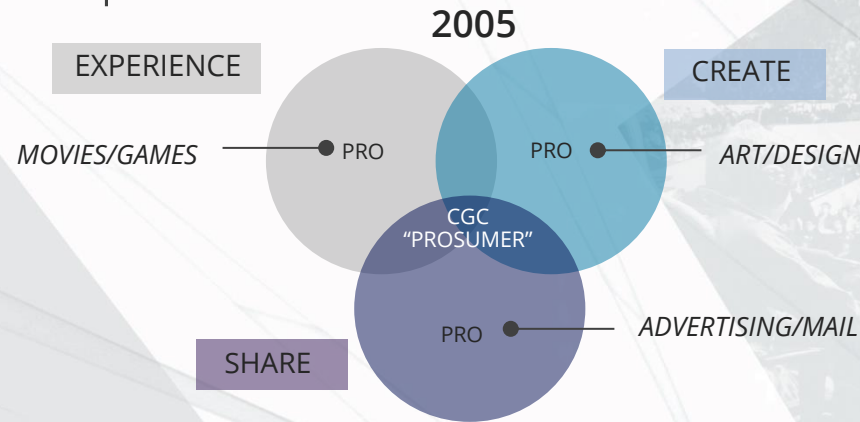 2005
EXPERIENCE
CREATE
MOVIES/GAMES
PRO
PRO
ART/DESIGN
CGC
“PROSUMER”
PRO
ADVERTISING/MAIL
SHARE